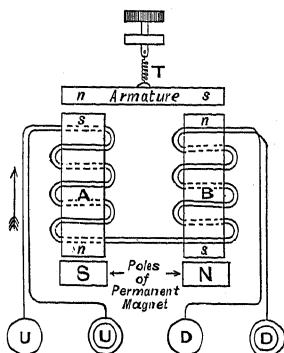 T
n Armature s
s n
A B
n s
S Poles N
of
Permanent
Magnet
U U D D